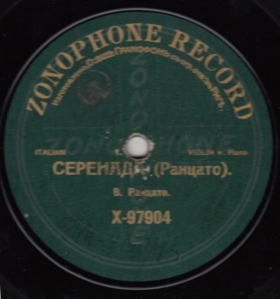 ZONOPHONE RECORD
ITALIAN
VIOLIN и. Piano
СЕРЕНАДА (Ранцато).
В. Ранцато.
X-97904